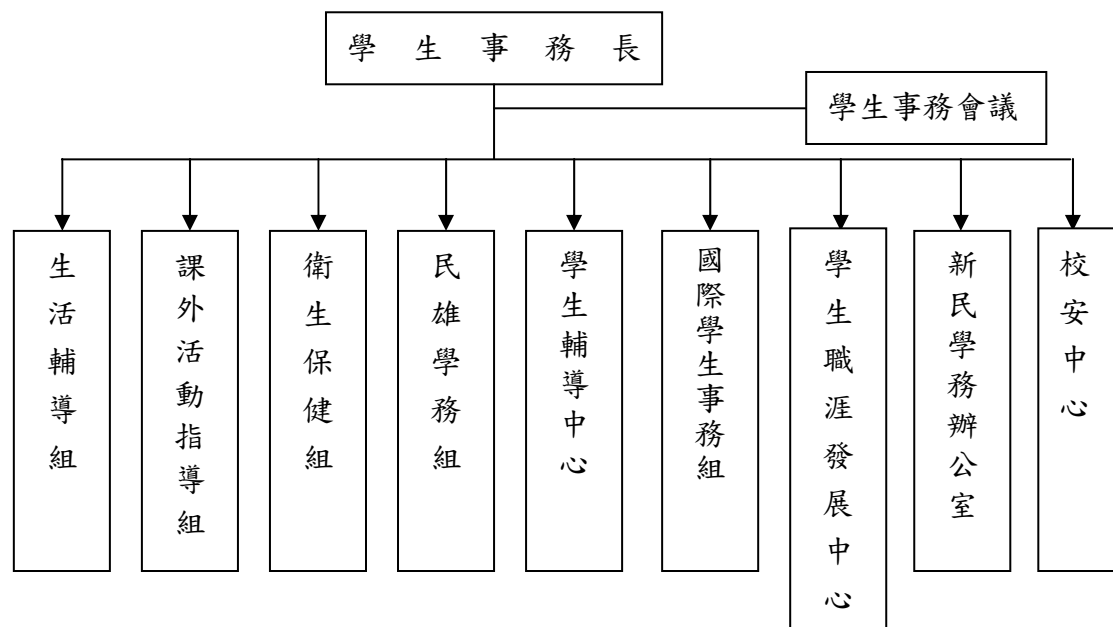 學生事務長
學生事務會議
生活輔導組
課外活動指導組
衛生保健組
民雄學務組
學生輔導中心
國際學生事務組
學生職涯發展中心
新民學務辦公室
校安中心